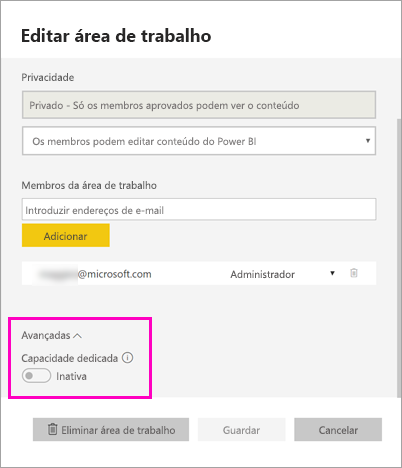 Editar área de trabalho
Privacidade
Privado - Só os membros aprovados podem ver o conteúdo
Os membros podem editar conteúdo do Power BI
Membros da área de trabalho
Introduzir endereços de e-mail
Adicionar
@microsoft.com Administrador
Avançadas
Capacidade dedicada
Inativa
Eliminar área de trabalho Guardar Cancelar